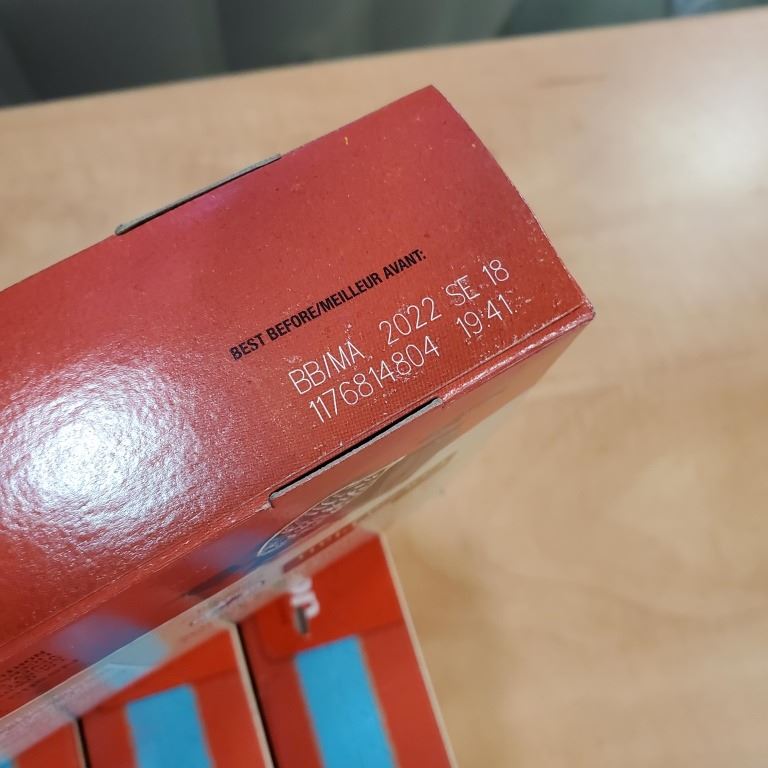 BEST BEFORE/MEILLEUR AVANT:
BB/MA 2022 SE 18
1176814804 19:41